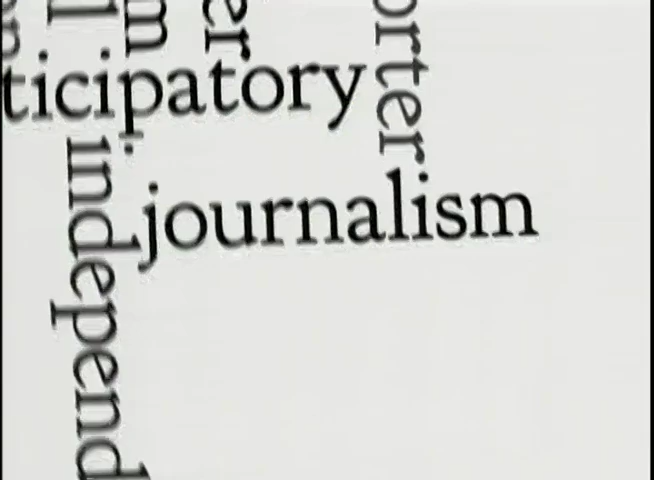 ticipatory
journalism
independ
orter
er
m
l